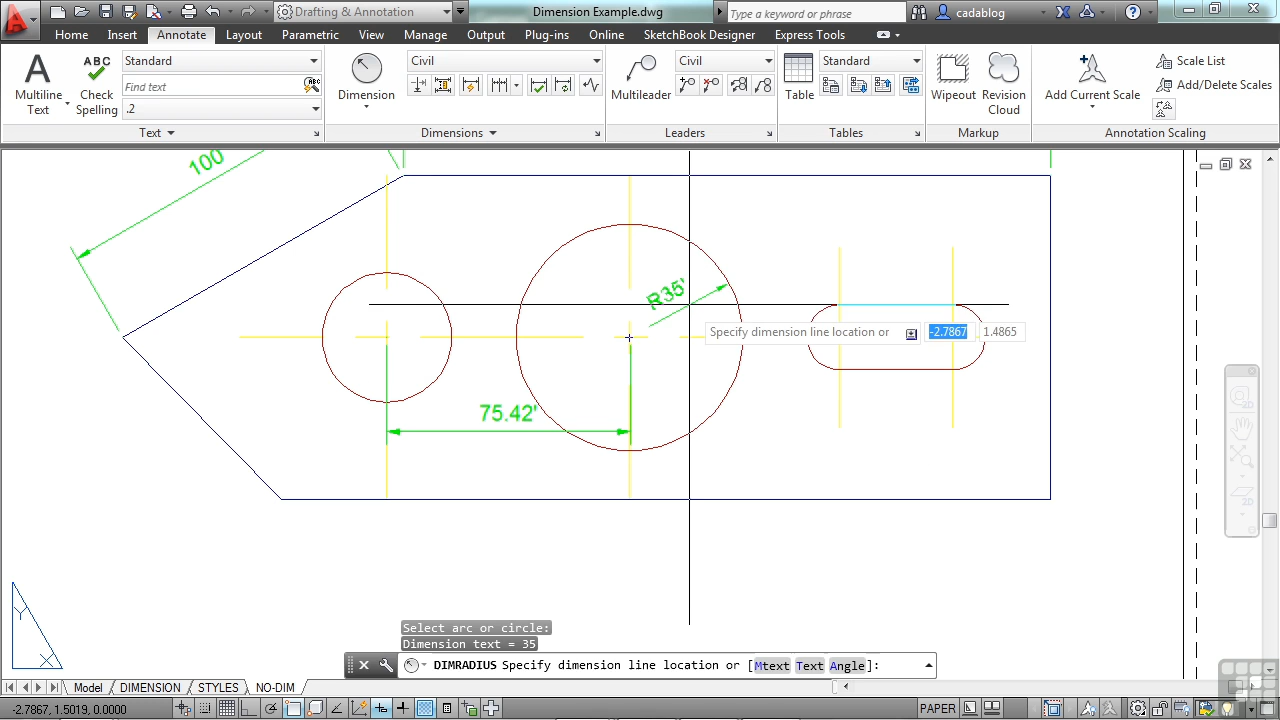 Drafting & Annotation
Dimension Example.dwg
Type a keyword or phrase
cadablog
Home Insert Annotate Layout Parametric View Manage Output Plug-ins Online SketchBook Designer Express Tools
Multiline Text
ABC
Check Spelling
Standard
Find text
ABC
.2
Dimension
Civil
Multileader
Civil
Table
Standard
Wipeout
Revision Cloud
Add Current Scale
Scale List
Add/Delete Scales
Text Dimensions Leaders Tables Markup Annotation Scaling
100
R35'
Specify dimension line location or -2.7867 1.4865
75.42'
2D
2D
Y
X
Select arc or circle:
Dimension text = 35
DIMRADIUS Specify dimension line location or [Mtext Text Angle]:
Model DIMENSION STYLES NO-DIM
-2.7867, 1.5019, 0.0000
PAPER